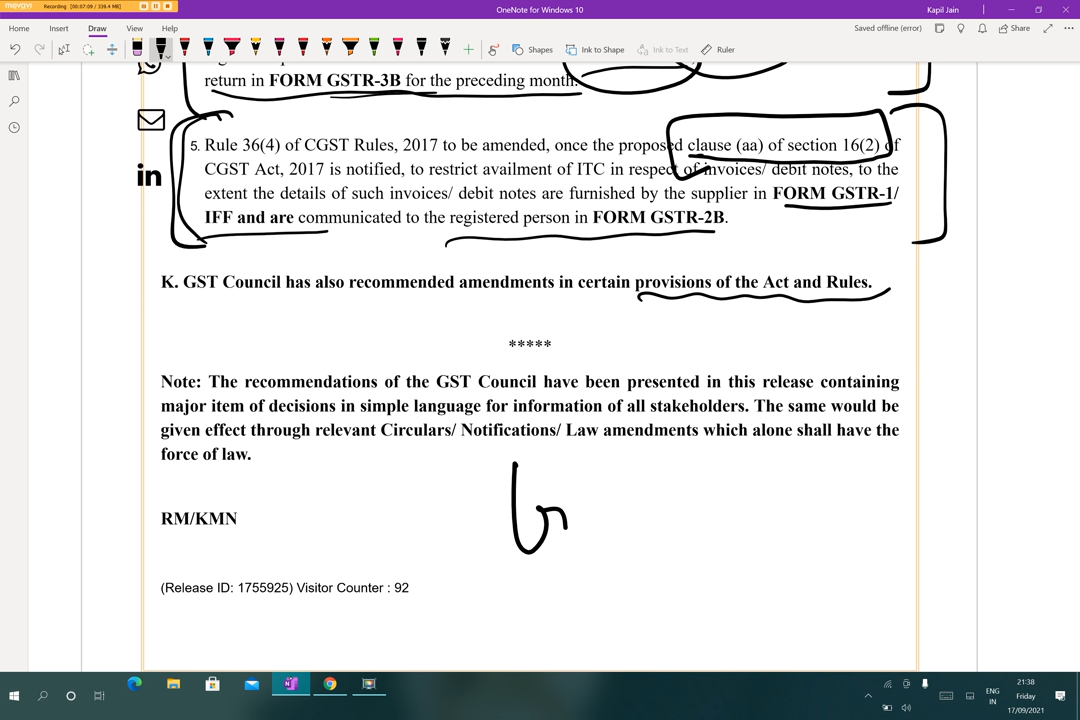 movavi Recording [00:07:09 / 339.4 MB]
OneNote for Windows 10
Kapil Jain
Home Insert Draw View Help
Saved offline (error)
Share
Shapes Ink to Shape Ink to Text Ruler
return in FORM GSTR-3B for the preceding month.
5. Rule 36(4) of CGST Rules, 2017 to be amended, once the proposed clause (aa) of section 16(2) of
CGST Act, 2017 is notified, to restrict availment of ITC in respect of invoices/ debit notes, to the
extent the details of such invoices/ debit notes are furnished by the supplier in FORM GSTR-1/
IFF and are communicated to the registered person in FORM GSTR-2B.
in
K. GST Council has also recommended amendments in certain provisions of the Act and Rules.
*****
Note: The recommendations of the GST Council have been presented in this release containing
major item of decisions in simple language for information of all stakeholders. The same would be
given effect through relevant Circulars/ Notifications/ Law amendments which alone shall have the
force of law.
RM/KMN
(Release ID: 1755925) Visitor Counter : 92
ENG
IN
21:38
Friday
17/09/2021